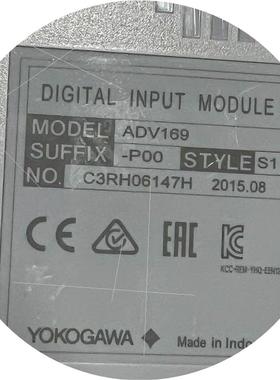 DIGITAL INPUT MODULE
MODEL ADV169
SUFFIX -P00 STYLE S1
NO. C3RH06147H 2015.08
CE EAC
YOKOGAWA Made in Indo